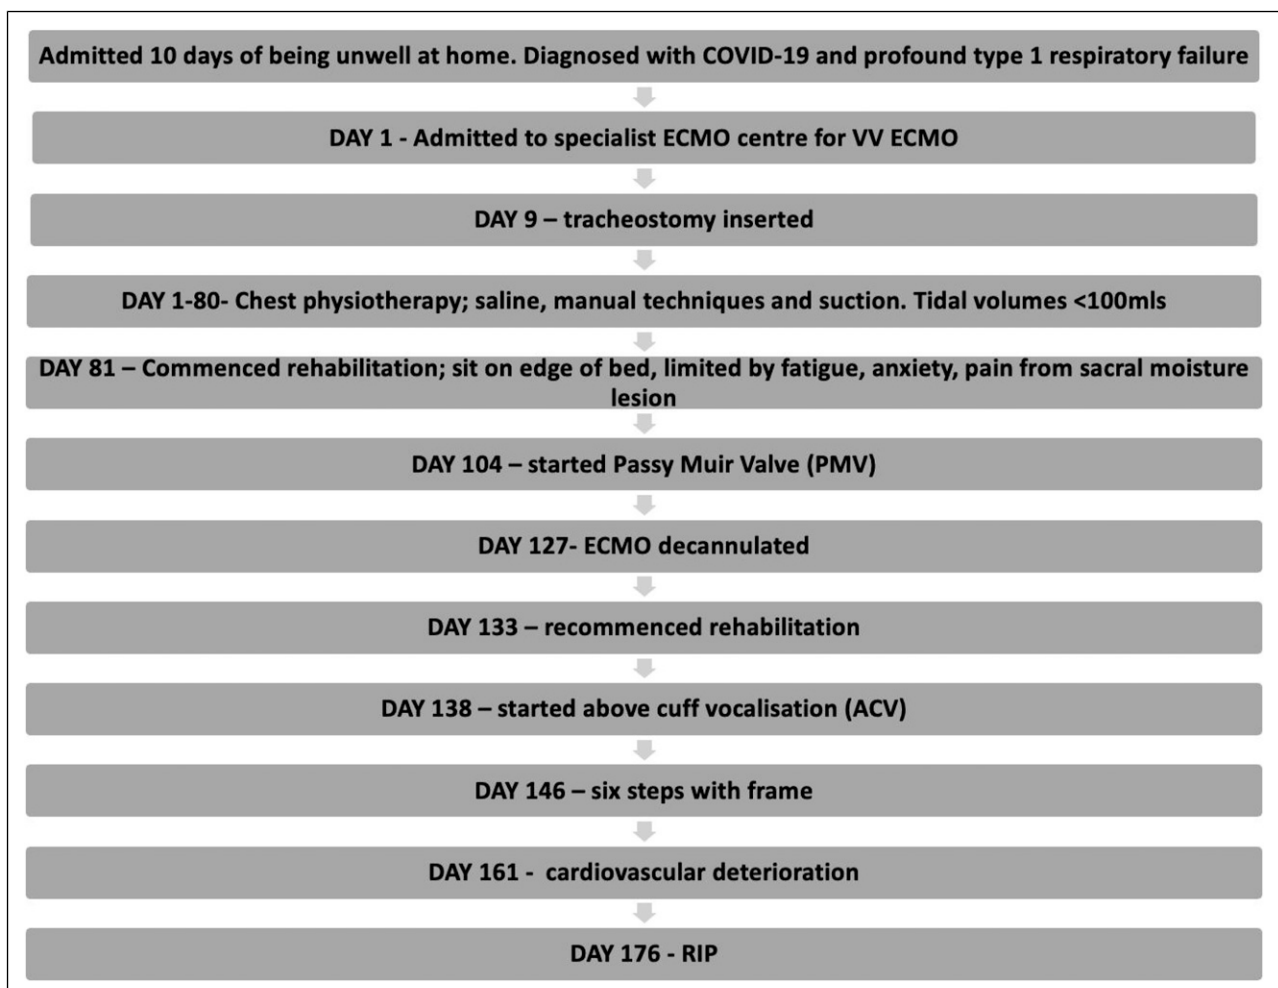 Admitted 10 days of being unwell at home. Diagnosed with COVID-19 and profound type 1 respiratory failure
DAY 1 - Admitted to specialist ECMO centre for VV ECMO
DAY 9 – tracheostomy inserted
DAY 1-80- Chest physiotherapy; saline, manual techniques and suction. Tidal volumes <100mls
DAY 81 – Commenced rehabilitation; sit on edge of bed, limited by fatigue, anxiety, pain from sacral moisture
lesion
DAY 104 – started Passy Muir Valve (PMV)
DAY 127- ECMO decannulated
DAY 133 – recommenced rehabilitation
DAY 138 – started above cuff vocalisation (ACV)
DAY 146 – six steps with frame
DAY 161 -  cardiovascular deterioration
DAY 176 - RIP